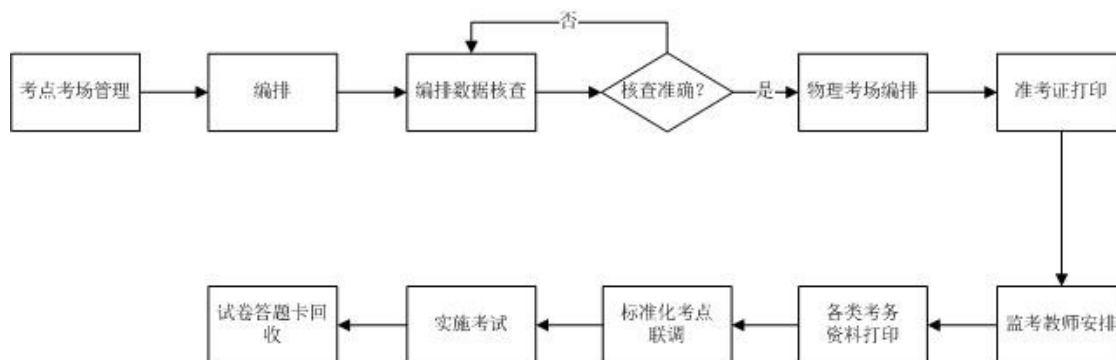 否
考点考场管理
编排
编排数据核查
核查准确?
是
物理考场编排
准考证打印
监考教师安排
各类考务
资料打印
标准化考点
联调
实施考试
试卷答题卡回
收